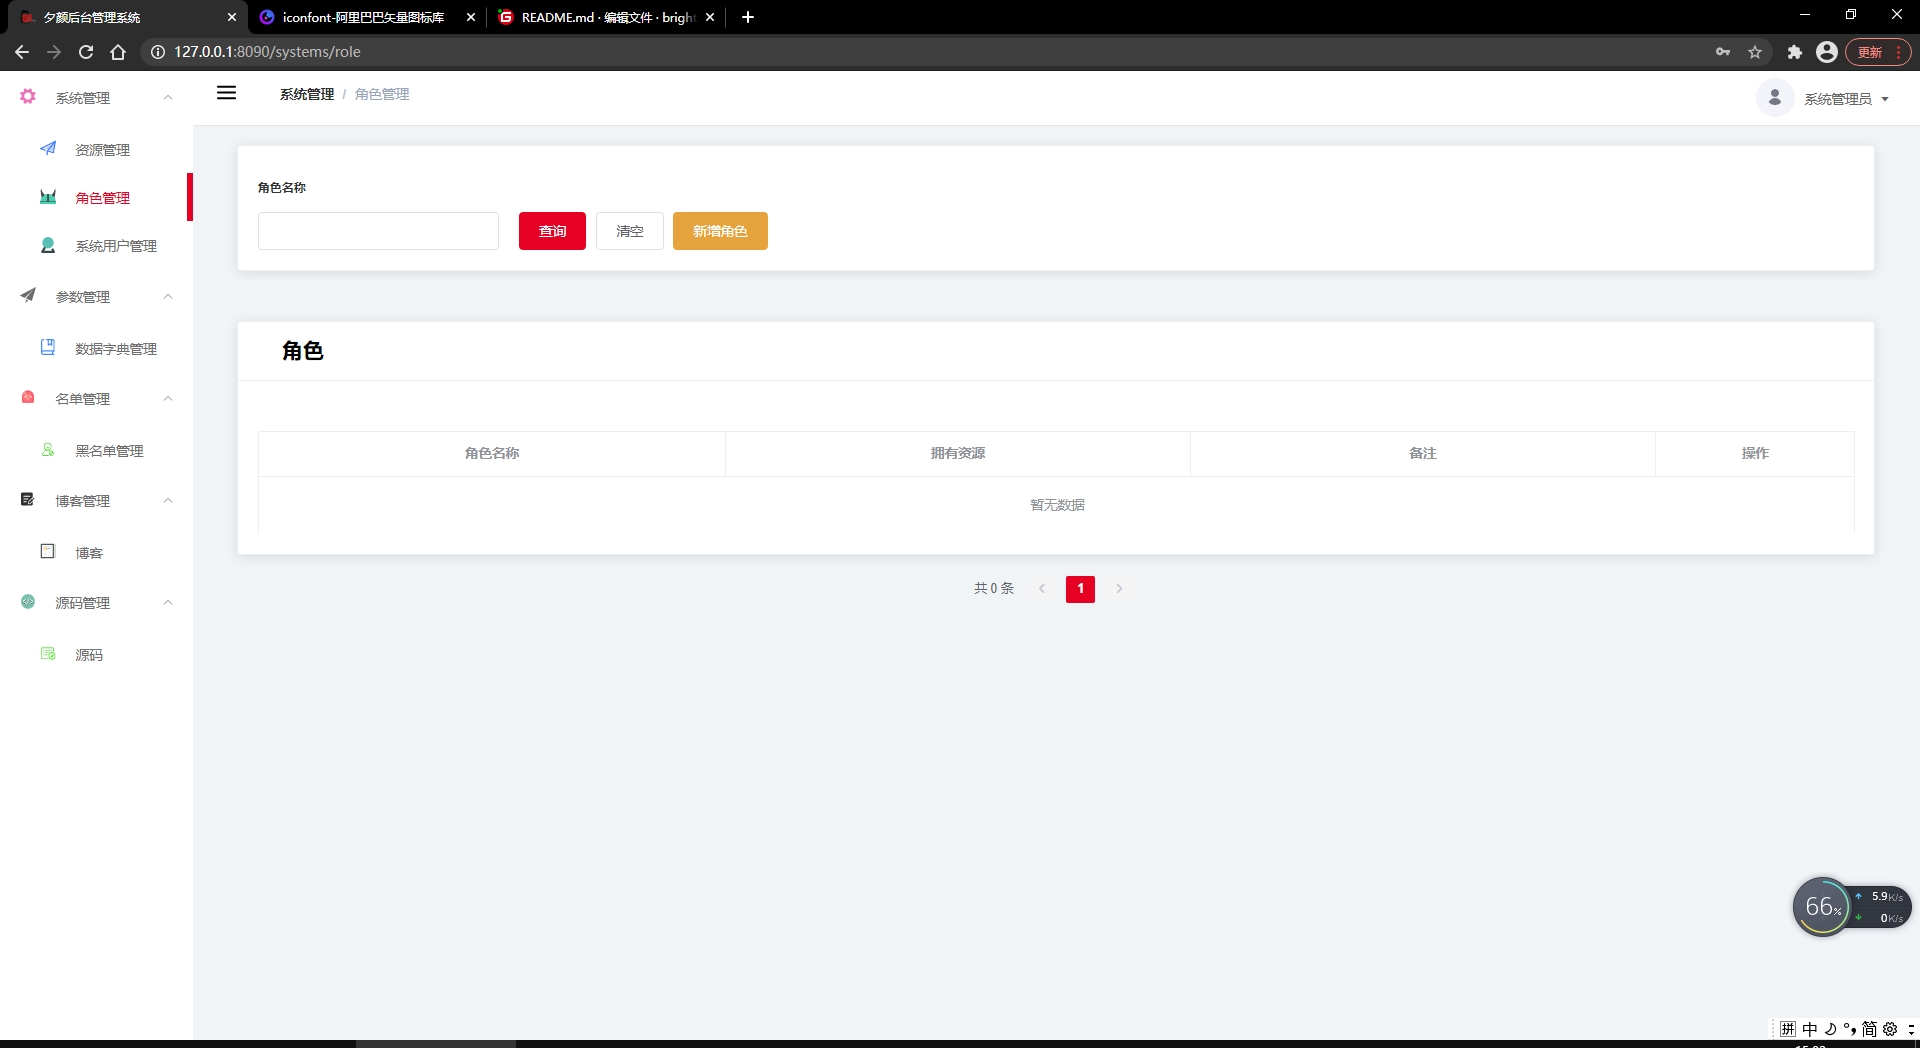 夕颜后台管理系统
iconfont-阿里巴巴矢量图标库
README.md · 编辑文件 · brigh
127.0.0.1:8090/systems/role
更新
系统管理
资源管理
角色管理
系统用户管理
参数管理
数据字典管理
名单管理
黑名单管理
博客管理
博客
源码管理
源码
系统管理 / 角色管理
系统管理员
角色名称
查询
清空
新增角色
角色
角色名称 拥有资源 备注 操作
暂无数据
共 0 条
1
66%
5.9K/s
0K/s
拼 中 简